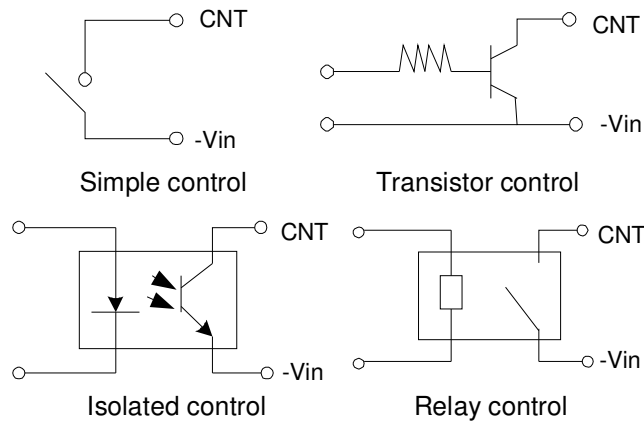 CNT
-Vin
Simple control
CNT
-Vin
Transistor control
CNT
-Vin
Isolated control
CNT
-Vin
Relay control